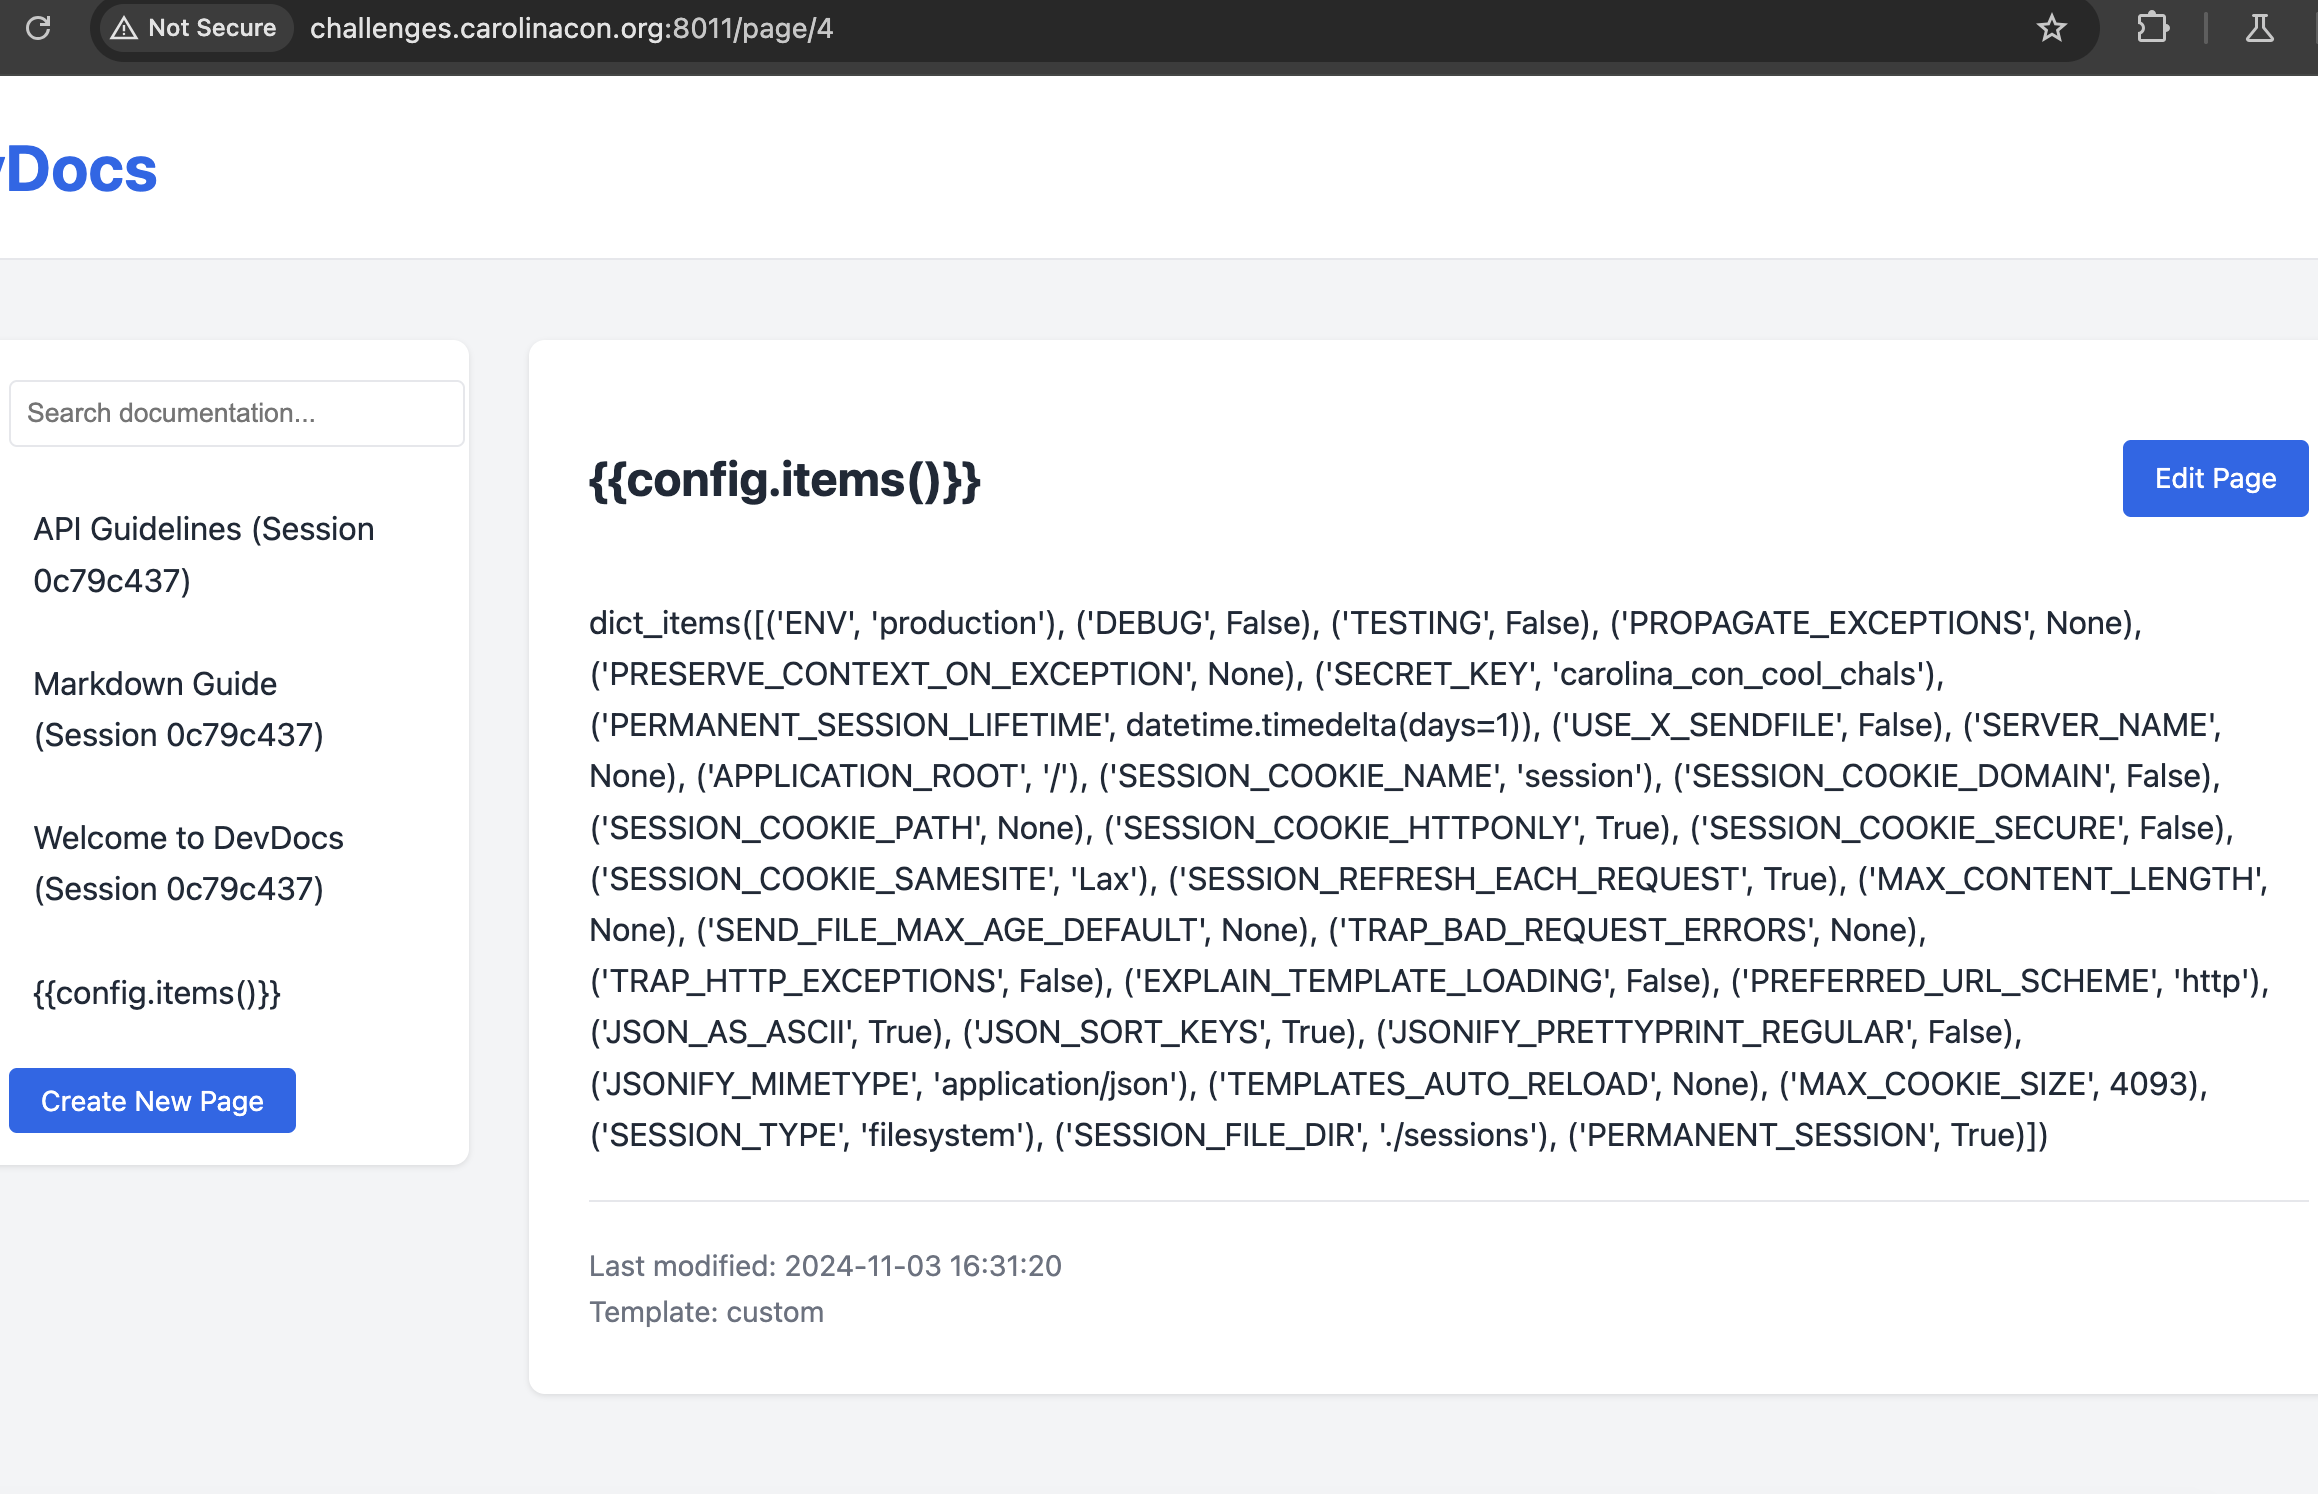 Not Secure challenges.carolinacon.org:8011/page/4
Docs
Search documentation...
API Guidelines (Session
0c79c437)
Markdown Guide
(Session 0c79c437)
Welcome to DevDocs
(Session 0c79c437)
{{config.items()}}
Create New Page
{{config.items()}}
Edit Page
dict_items([('ENV', 'production'), ('DEBUG', False), ('TESTING', False), ('PROPAGATE_EXCEPTIONS', None),
('PRESERVE_CONTEXT_ON_EXCEPTION', None), ('SECRET_KEY', 'carolina_con_cool_chals'),
('PERMANENT_SESSION_LIFETIME', datetime.timedelta(days=1)), ('USE_X_SENDFILE', False), ('SERVER_NAME',
None), ('APPLICATION_ROOT', '/'), ('SESSION_COOKIE_NAME', 'session'), ('SESSION_COOKIE_DOMAIN', False),
('SESSION_COOKIE_PATH', None), ('SESSION_COOKIE_HTTPONLY', True), ('SESSION_COOKIE_SECURE', False),
('SESSION_COOKIE_SAMESITE', 'Lax'), ('SESSION_REFRESH_EACH_REQUEST', True), ('MAX_CONTENT_LENGTH',
None), ('SEND_FILE_MAX_AGE_DEFAULT', None), ('TRAP_BAD_REQUEST_ERRORS', None),
('TRAP_HTTP_EXCEPTIONS', False), ('EXPLAIN_TEMPLATE_LOADING', False), ('PREFERRED_URL_SCHEME', 'http'),
('JSON_AS_ASCII', True), ('JSON_SORT_KEYS', True), ('JSONIFY_PRETTYPRINT_REGULAR', False),
('JSONIFY_MIMETYPE', 'application/json'), ('TEMPLATES_AUTO_RELOAD', None), ('MAX_COOKIE_SIZE', 4093),
('SESSION_TYPE', 'filesystem'), ('SESSION_FILE_DIR', './sessions'), ('PERMANENT_SESSION', True)])
Last modified: 2024-11-03 16:31:20
Template: custom